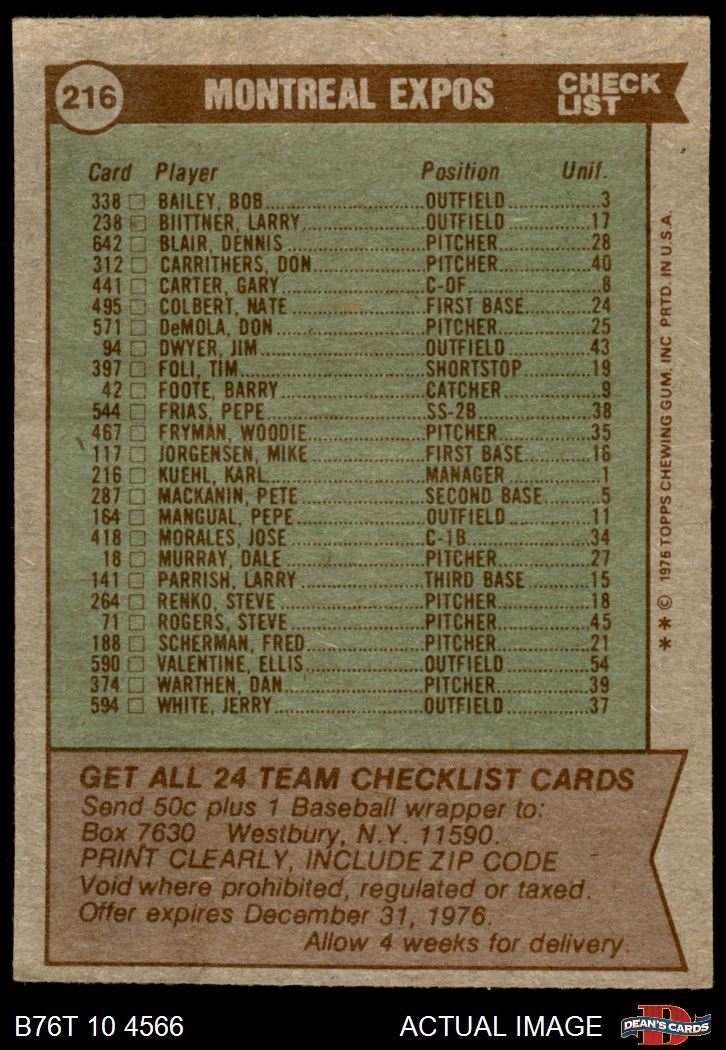 216 MONTREAL EXPOS CHECK LIST
Card Player Position Unif.
338 □ BAILEY, BOB OUTFIELD 3
238 □ BIITTNER, LARRY OUTFIELD 17
642 □ BLAIR, DENNIS PITCHER 28
312 □ CARRITHERS, DON PITCHER 40
441 □ CARTER, GARY C-OF 8
495 □ COLBERT, NATE FIRST BASE 24
571 □ DeMOLA, DON PITCHER 25
94 □ DWYER, JIM OUTFIELD 43
397 □ FOLI, TIM SHORTSTOP 19
42 □ FOOTE, BARRY CATCHER 9
544 □ FRIAS, PEPE SS-2B 38
467 □ FRYMAN, WOODIE PITCHER 35
117 □ JORGENSEN, MIKE FIRST BASE 16
216 □ KUEHL, KARL MANAGER 1
287 □ MACKANIN, PETE SECOND BASE 5
164 □ MANGUAL, PEPE OUTFIELD 11
418 □ MORALES, JOSE C-1B 34
18 □ MURRAY, DALE PITCHER 27
141 □ PARRISH, LARRY THIRD BASE 15
264 □ RENKO, STEVE PITCHER 18
71 □ ROGERS, STEVE PITCHER 45
188 □ SCHERMAN, FRED PITCHER 21
590 □ VALENTINE, ELLIS OUTFIELD 54
374 □ WARTHEN, DAN PITCHER 39
594 □ WHITE, JERRY OUTFIELD 37
* * © 1976 TOPPS CHEWING GUM, INC PRTD. IN U.S.A.
GET ALL 24 TEAM CHECKLIST CARDS
Send 50c plus 1 Baseball wrapper to:
Box 7630 Westbury, N.Y. 11590.
PRINT CLEARLY, INCLUDE ZIP CODE
Void where prohibited, regulated or taxed.
Offer expires December 31, 1976.
Allow 4 weeks for delivery.
B76T 10 4566 ACTUAL IMAGE
D DEAN'S CARDS